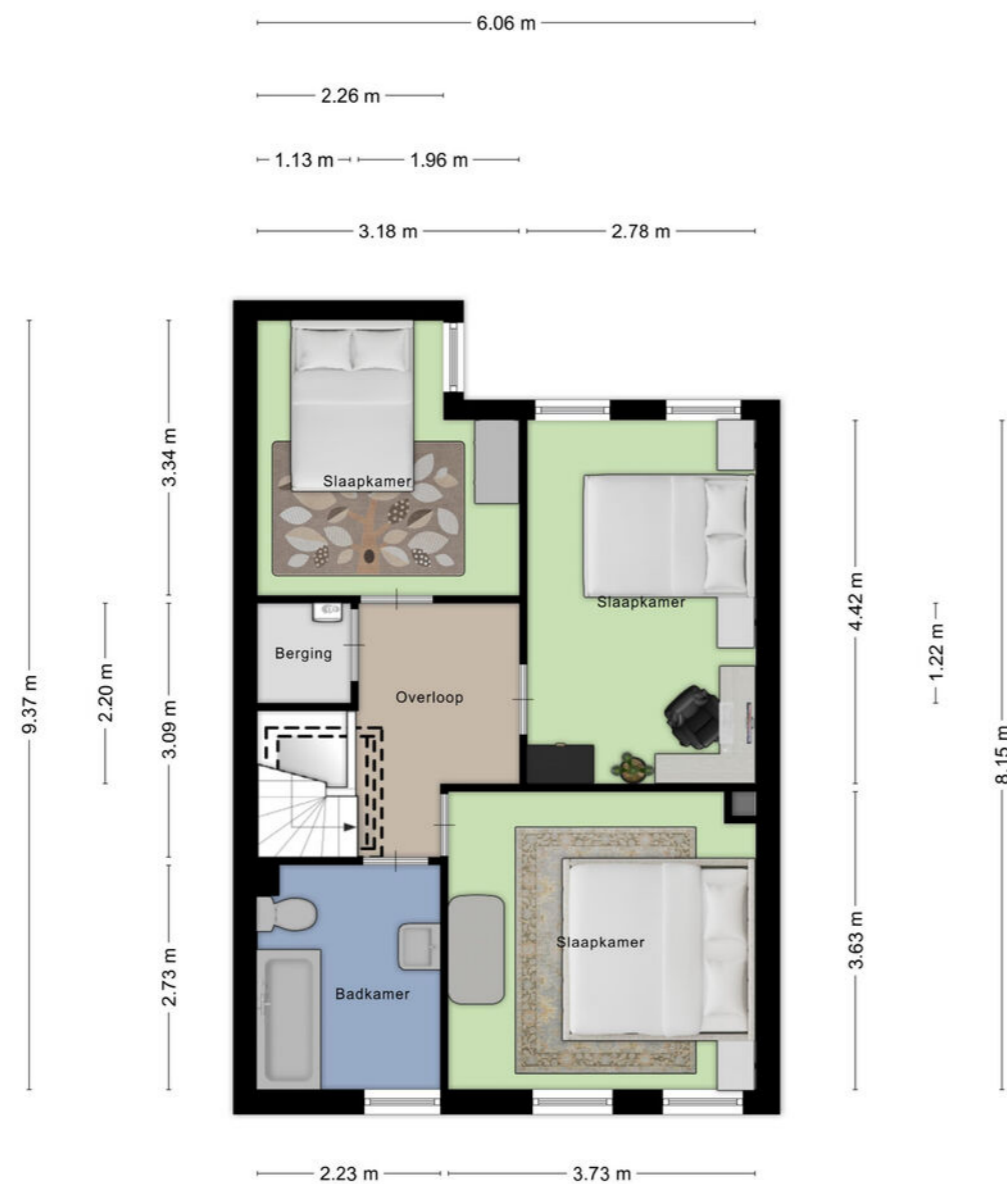 6.06 m
2.26 m
1.13 m
1.96 m
3.18 m
2.78 m
9.37 m
2.20 m
3.34 m
3.09 m
2.73 m
Slaapkamer
Slaapkamer
Berging
Overloop
Slaapkamer
Badkamer
4.42 m
3.63 m
1.22 m
8.15 m
2.23 m
3.73 m